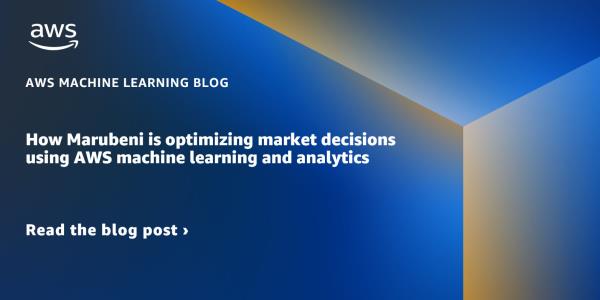 aws
AWS MACHINE LEARNING BLOG
How Marubeni is optimizing market decisions
using AWS machine learning and analytics
Read the blog post ›